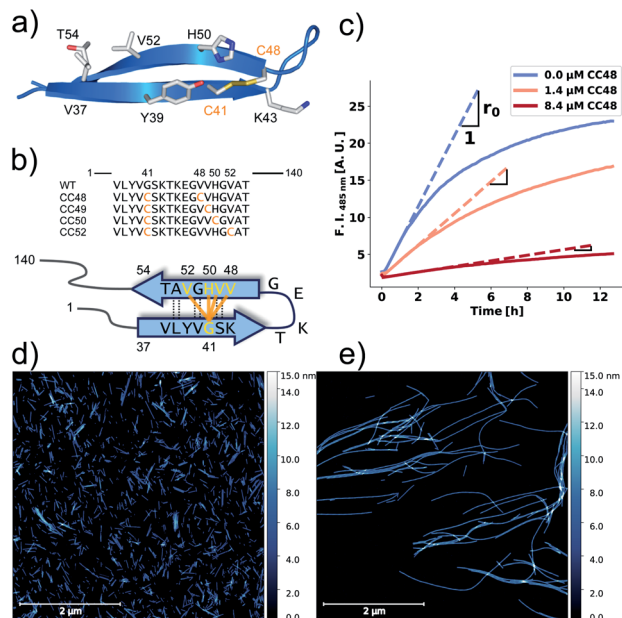 a)
T54
V52
H50
C48
V37
Y39
C41
K43
b)
1
41
48 50 52
140
WT VLYVGSKTKEGVVHGVAT
CC48 VLYVCSKTKEGCVHGVAT
CC49 VLYVCSKTKEGVCHGVAT
CC50 VLYVCSKTKEGVVCGVAT
CC52 VLYVCSKTKEGVVHGCAT
140
54 52 50 48
TAVGHVV
G
E
K
T
1
VLYVGSK
37 41
c)
0.0 µM CC48
1.4 µM CC48
8.4 µM CC48
r0
1
F. I. 485 nm [A. U.]
25
20
15
10
5
0 2 4 6 8 10 12
Time [h]
d)
15.0 nm
12.0
10.0
8.0
6.0
4.0
2.0
0.0
2 µm
e)
15.0 nm
14.0
12.0
10.0
8.0
6.0
4.0
2.0
0.0
2 µm